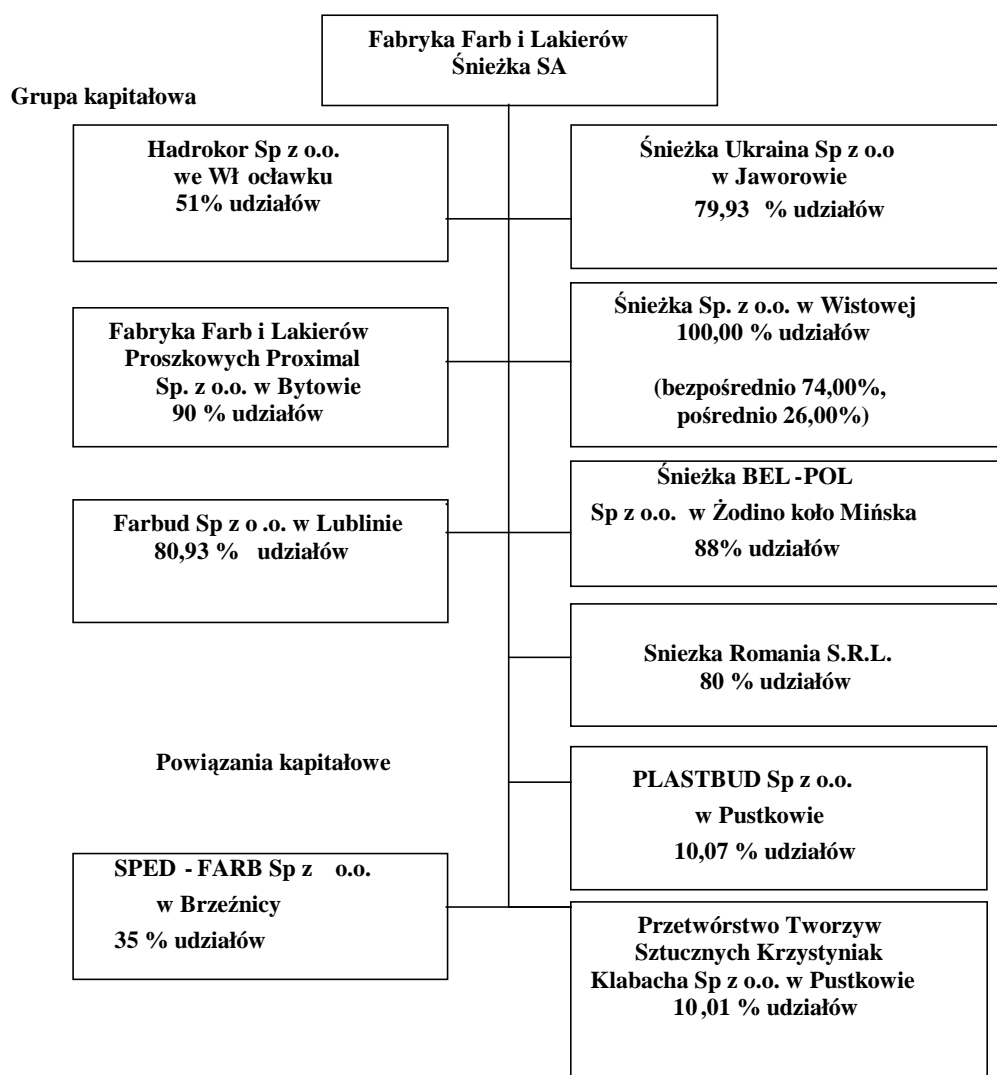 Fabryka Farb i Lakierów
Śnieżka SA
Grupa kapitałowa
Hadrokor Sp z o.o.
we Wł ocławku
51% udziałów
Śnieżka Ukraina Sp z o.o
w Jaworowie
79,93 % udziałów
Fabryka Farb i Lakierów
Proszkowych Proximal
Sp. z o.o. w Bytowie
90 % udziałów
Śnieżka Sp. z o.o. w Wistowej
100,00 % udziałów
(bezpośrednio 74,00%,
pośrednio 26,00%)
Farbud Sp z o .o. w Lublinie
80,93 % udziałów
Śnieżka BEL -POL
Sp z o.o. w Żodino koło Mińska
88% udziałów
Sniezka Romania S.R.L.
80 % udziałów
Powiązania kapitałowe
PLASTBUD Sp z o.o.
w Pustkowie
10,07 % udziałów
SPED - FARB Sp z o.o.
w Brzeźnicy
35 % udziałów
Przetwórstwo Tworzyw
Sztucznych Krzystyniak
Klabacha Sp z o.o. w Pustkowie
10,01 % udziałów